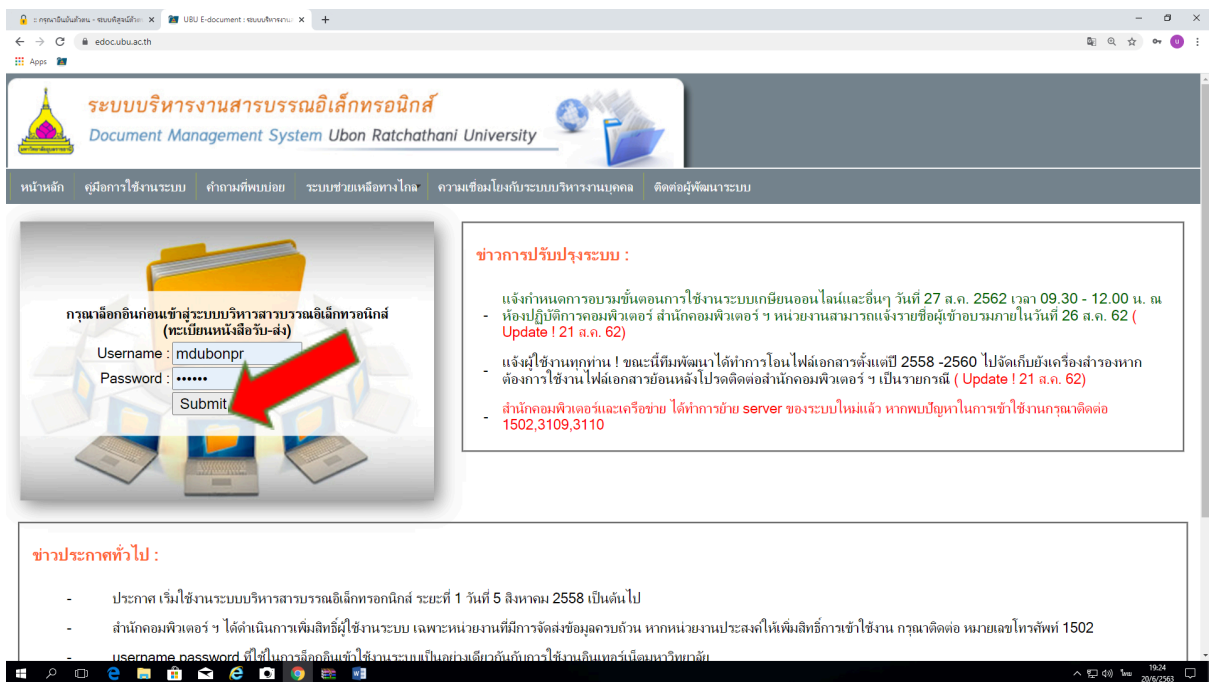 :: กรุณายืนยันตัวตน - ระบบพิสูจน์ตัวต
UBU E-document : ระบบบริหารงานส
edoc.ubu.ac.th
Apps
ระบบบริหารงานสารบรรณอิเล็กทรอนิกส์
Document Management System Ubon Ratchathani University
หน้าหลัก คู่มือการใช้งานระบบ คำถามที่พบบ่อย ระบบช่วยเหลือทางไกล ความเชื่อมโยงกับระบบบริหารงานบุคคล ติดต่อผู้พัฒนาระบบ
กรุณาล็อกอินก่อนเข้าสู่ระบบบริหารสารบรรณอิเล็กทรอนิกส์
(ทะเบียนหนังสือรับ-ส่ง)
Username : mdubonpr
Password : ••••••
Submit
ข่าวการปรับปรุงระบบ :
- แจ้งกำหนดการอบรมขั้นตอนการใช้งานระบบเกษียนออนไลน์และอื่นๆ วันที่ 27 ส.ค. 2562 เวลา 09.30 - 12.00 น. ณ
ห้องปฏิบัติการคอมพิวเตอร์ สำนักคอมพิวเตอร์ ฯ หน่วยงานสามารถแจ้งรายชื่อผู้เข้าอบรมภายในวันที่ 26 ส.ค. 62 (
Update ! 21 ส.ค. 62)
- แจ้งผู้ใช้งานทุกท่าน ! ขณะนี้ทีมพัฒนาได้ทำการโอนไฟล์เอกสารตั้งแต่ปี 2558 -2560 ไปจัดเก็บยังเครื่องสำรองหาก
ต้องการใช้งานไฟล์เอกสารย้อนหลังโปรดติดต่อสำนักคอมพิวเตอร์ ฯ เป็นรายกรณี ( Update ! 21 ส.ค. 62)
- สำนักคอมพิวเตอร์และเครือข่าย ได้ทำการย้าย server ของระบบใหม่แล้ว หากพบปัญหาในการเข้าใช้งานกรุณาติดต่อ
1502,3109,3110
ข่าวประกาศทั่วไป :
- ประกาศ เริ่มใช้งานระบบบริหารสารบรรณอิเล็กทรอกนิกส์ ระยะที่ 1 วันที่ 5 สิงหาคม 2558 เป็นต้นไป
- สำนักคอมพิวเตอร์ ฯ ได้ดำเนินการเพิ่มสิทธิ์ผู้ใช้งานระบบ เฉพาะหน่วยงานที่มีการจัดส่งข้อมูลครบถ้วน หากหน่วยงานประสงค์ให้เพิ่มสิทธิ์การเข้าใช้งาน กรุณาติดต่อ หมายเลขโทรศัพท์ 1502
- username password ที่ใช้ในการล็อกอินเข้าใช้งานระบบเป็นอย่างเดียวกันกับการใช้งานอินเทอร์เน็ตมหาวิทยาลัย
ไทย
19:24
20/6/2563